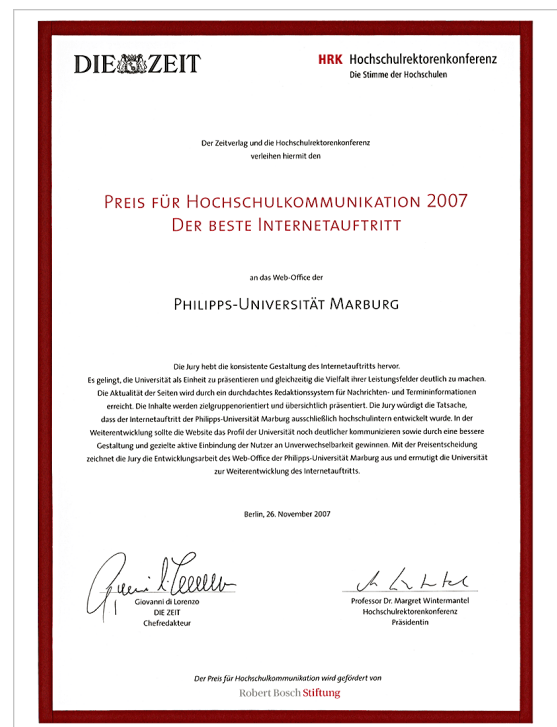 DIE ZEIT
HRK Hochschulrektorenkonferenz
Die Stimme der Hochschulen
Der Zeitverlag und die Hochschulrektorenkonferenz
verleihen hiermit den
PREIS FÜR HOCHSCHULKOMMUNIKATION 2007
DER BESTE INTERNETAUFTRITT
an das Web-Office der
PHILIPPS-UNIVERSITÄT MARBURG
Die Jury hebt die konsistente Gestaltung des Internetauftritts hervor.
Es gelingt, die Universität als Einheit zu präsentieren und gleichzeitig die Vielfalt ihrer Leistungsfelder deutlich zu machen.
Die Aktualität der Seiten wird durch ein durchdachtes Redaktionssystem für Nachrichten- und Termininformationen
erreicht. Die Inhalte werden zielgruppenorientiert und übersichtlich präsentiert. Die Jury würdigt die Tatsache,
dass der Internetauftritt der Philipps-Universität Marburg ausschließlich hochschulintern entwickelt wurde. In der
Weiterentwicklung sollte die Website das Profil der Universität noch deutlicher kommunizieren sowie durch eine bessere
Gestaltung und gezielte aktive Einbindung der Nutzer an Unverwechselbarkeit gewinnen. Mit der Preisentscheidung
zeichnet die Jury die Entwicklungsarbeit des Web-Office der Philipps-Universität Marburg aus und ermutigt die Universität
zur Weiterentwicklung des Internetauftritts.
Berlin, 26. November 2007
Giovanni di Lorenzo
DIE ZEIT
Chefredakteur
Professor Dr. Margret Wintermantel
Hochschulrektorenkonferenz
Präsidentin
Der Preis für Hochschulkommunikation wird gefördert von
Robert Bosch Stiftung